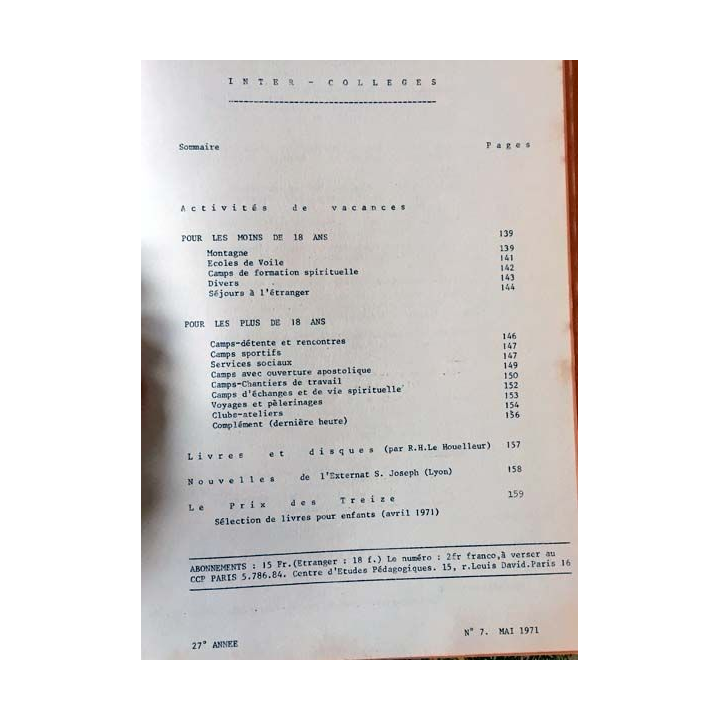 INTER - COLLEGES
Sommaire Pages
Activités de vacances
POUR LES MOINS DE 18 ANS 139
Montagne 139
Ecoles de Voile 141
Camps de formation spirituelle 142
Divers 143
Séjours à l'étranger 144
POUR LES PLUS DE 18 ANS
Camps-détente et rencontres 146
Camps sportifs 147
Services sociaux 147
Camps avec ouverture apostolique 149
Camps-Chantiers de travail 150
Camps d'échanges et de vie spirituelle 152
Voyages et pèlerinages 153
Clubs-ateliers 154
Complément (dernière heure) 156
Livres et disques (par R.H.Le Houelleur) 157
Nouvelles de l'Externat S. Joseph (Lyon) 158
Le Prix des Treize 159
Sélection de livres pour enfants (avril 1971)
ABONNEMENTS : 15 Fr.(Etranger : 18 f.) Le numéro : 2fr franco,à verser au
CCP PARIS 5.786.84. Centre d'Etudes Pédagogiques. 15, r.Louis David.Paris 16
27° ANNEE N° 7. MAI 1971